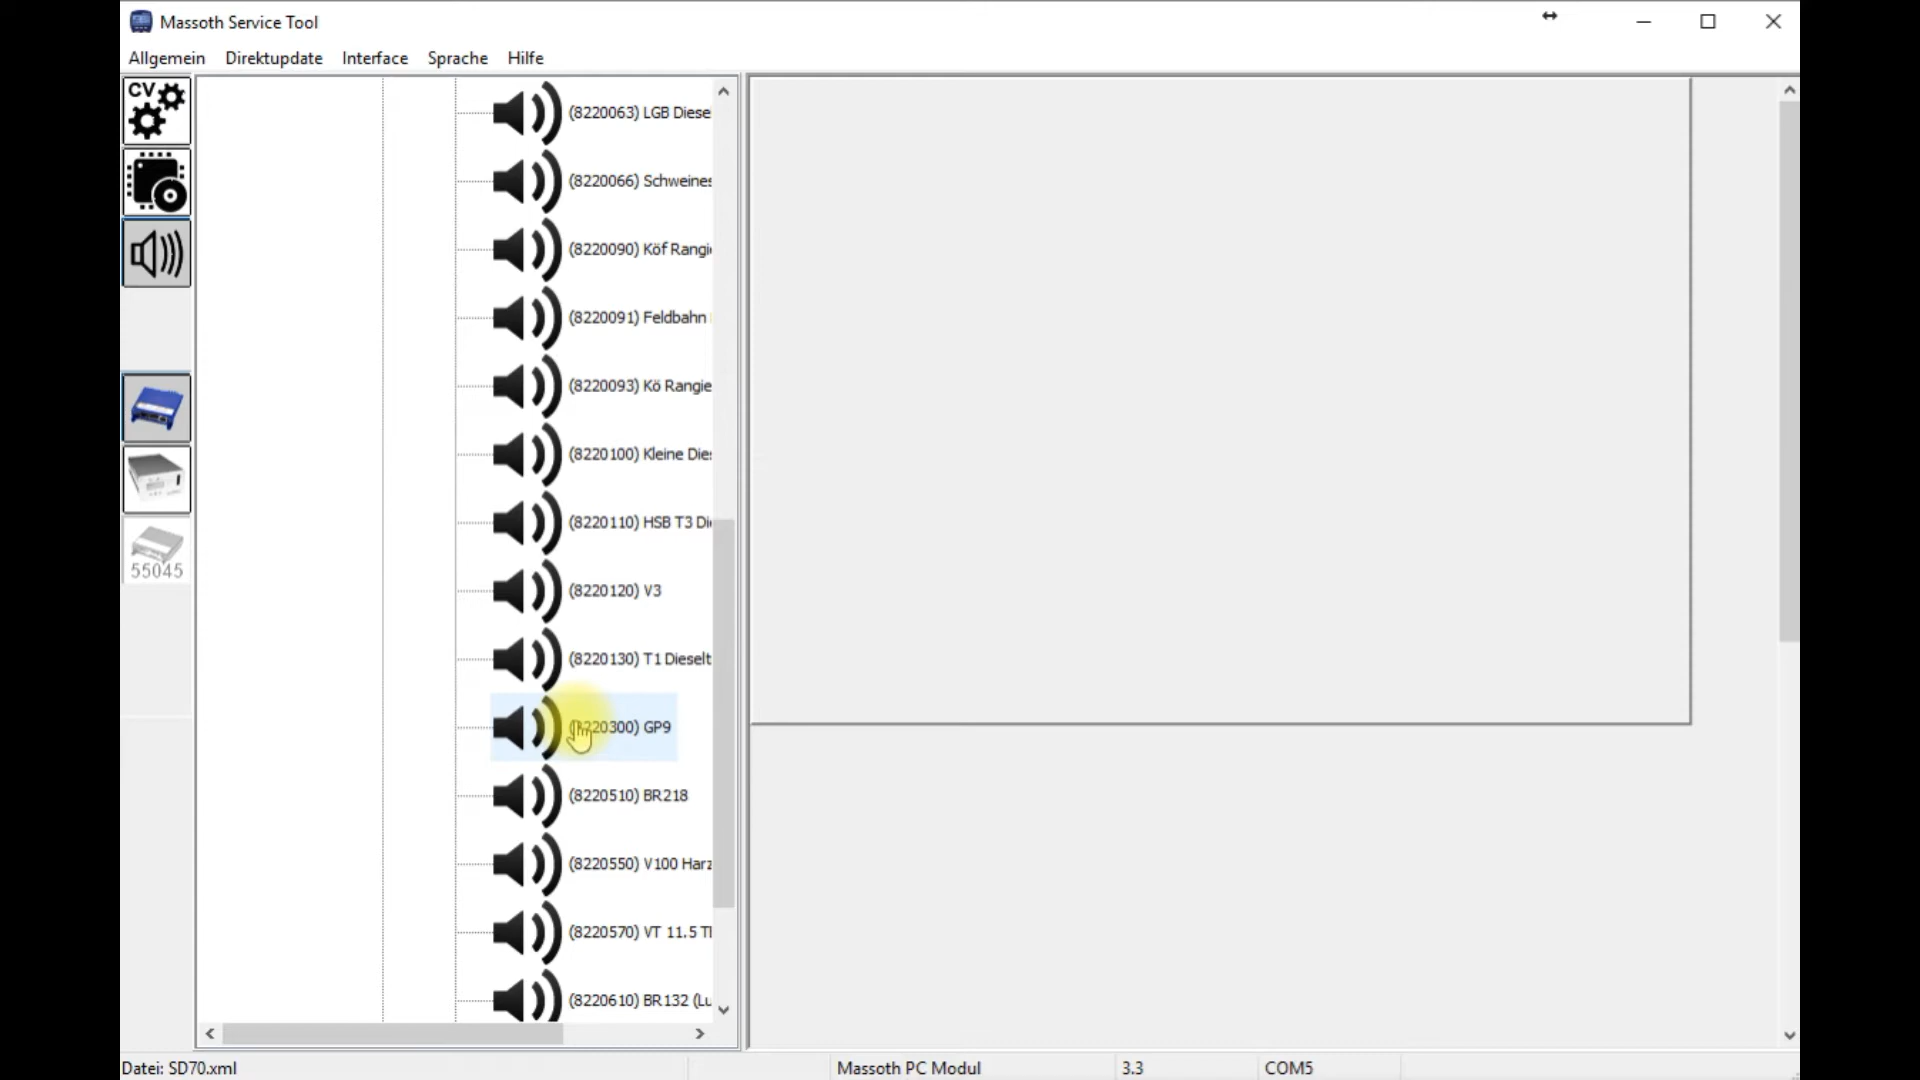 Massoth Service Tool
Allgemein Direktupdate Interface Sprache Hilfe
CV
(8220063) LGB Diese
(8220066) Schweines
(8220090) Köf Rangi
(8220091) Feldbahn
(8220093) Kö Rangie
(8220100) Kleine Dies
(8220110) HSB T3 Di
(8220120) V3
(8220130) T1 Dieselt
(8220300) GP9
(8220510) BR218
(8220550) V100 Harz
(8220570) VT 11.5 T
(8220610) BR132 (Lu
55045
Datei: SD70.xml Massoth PC Modul 3.3 COM5